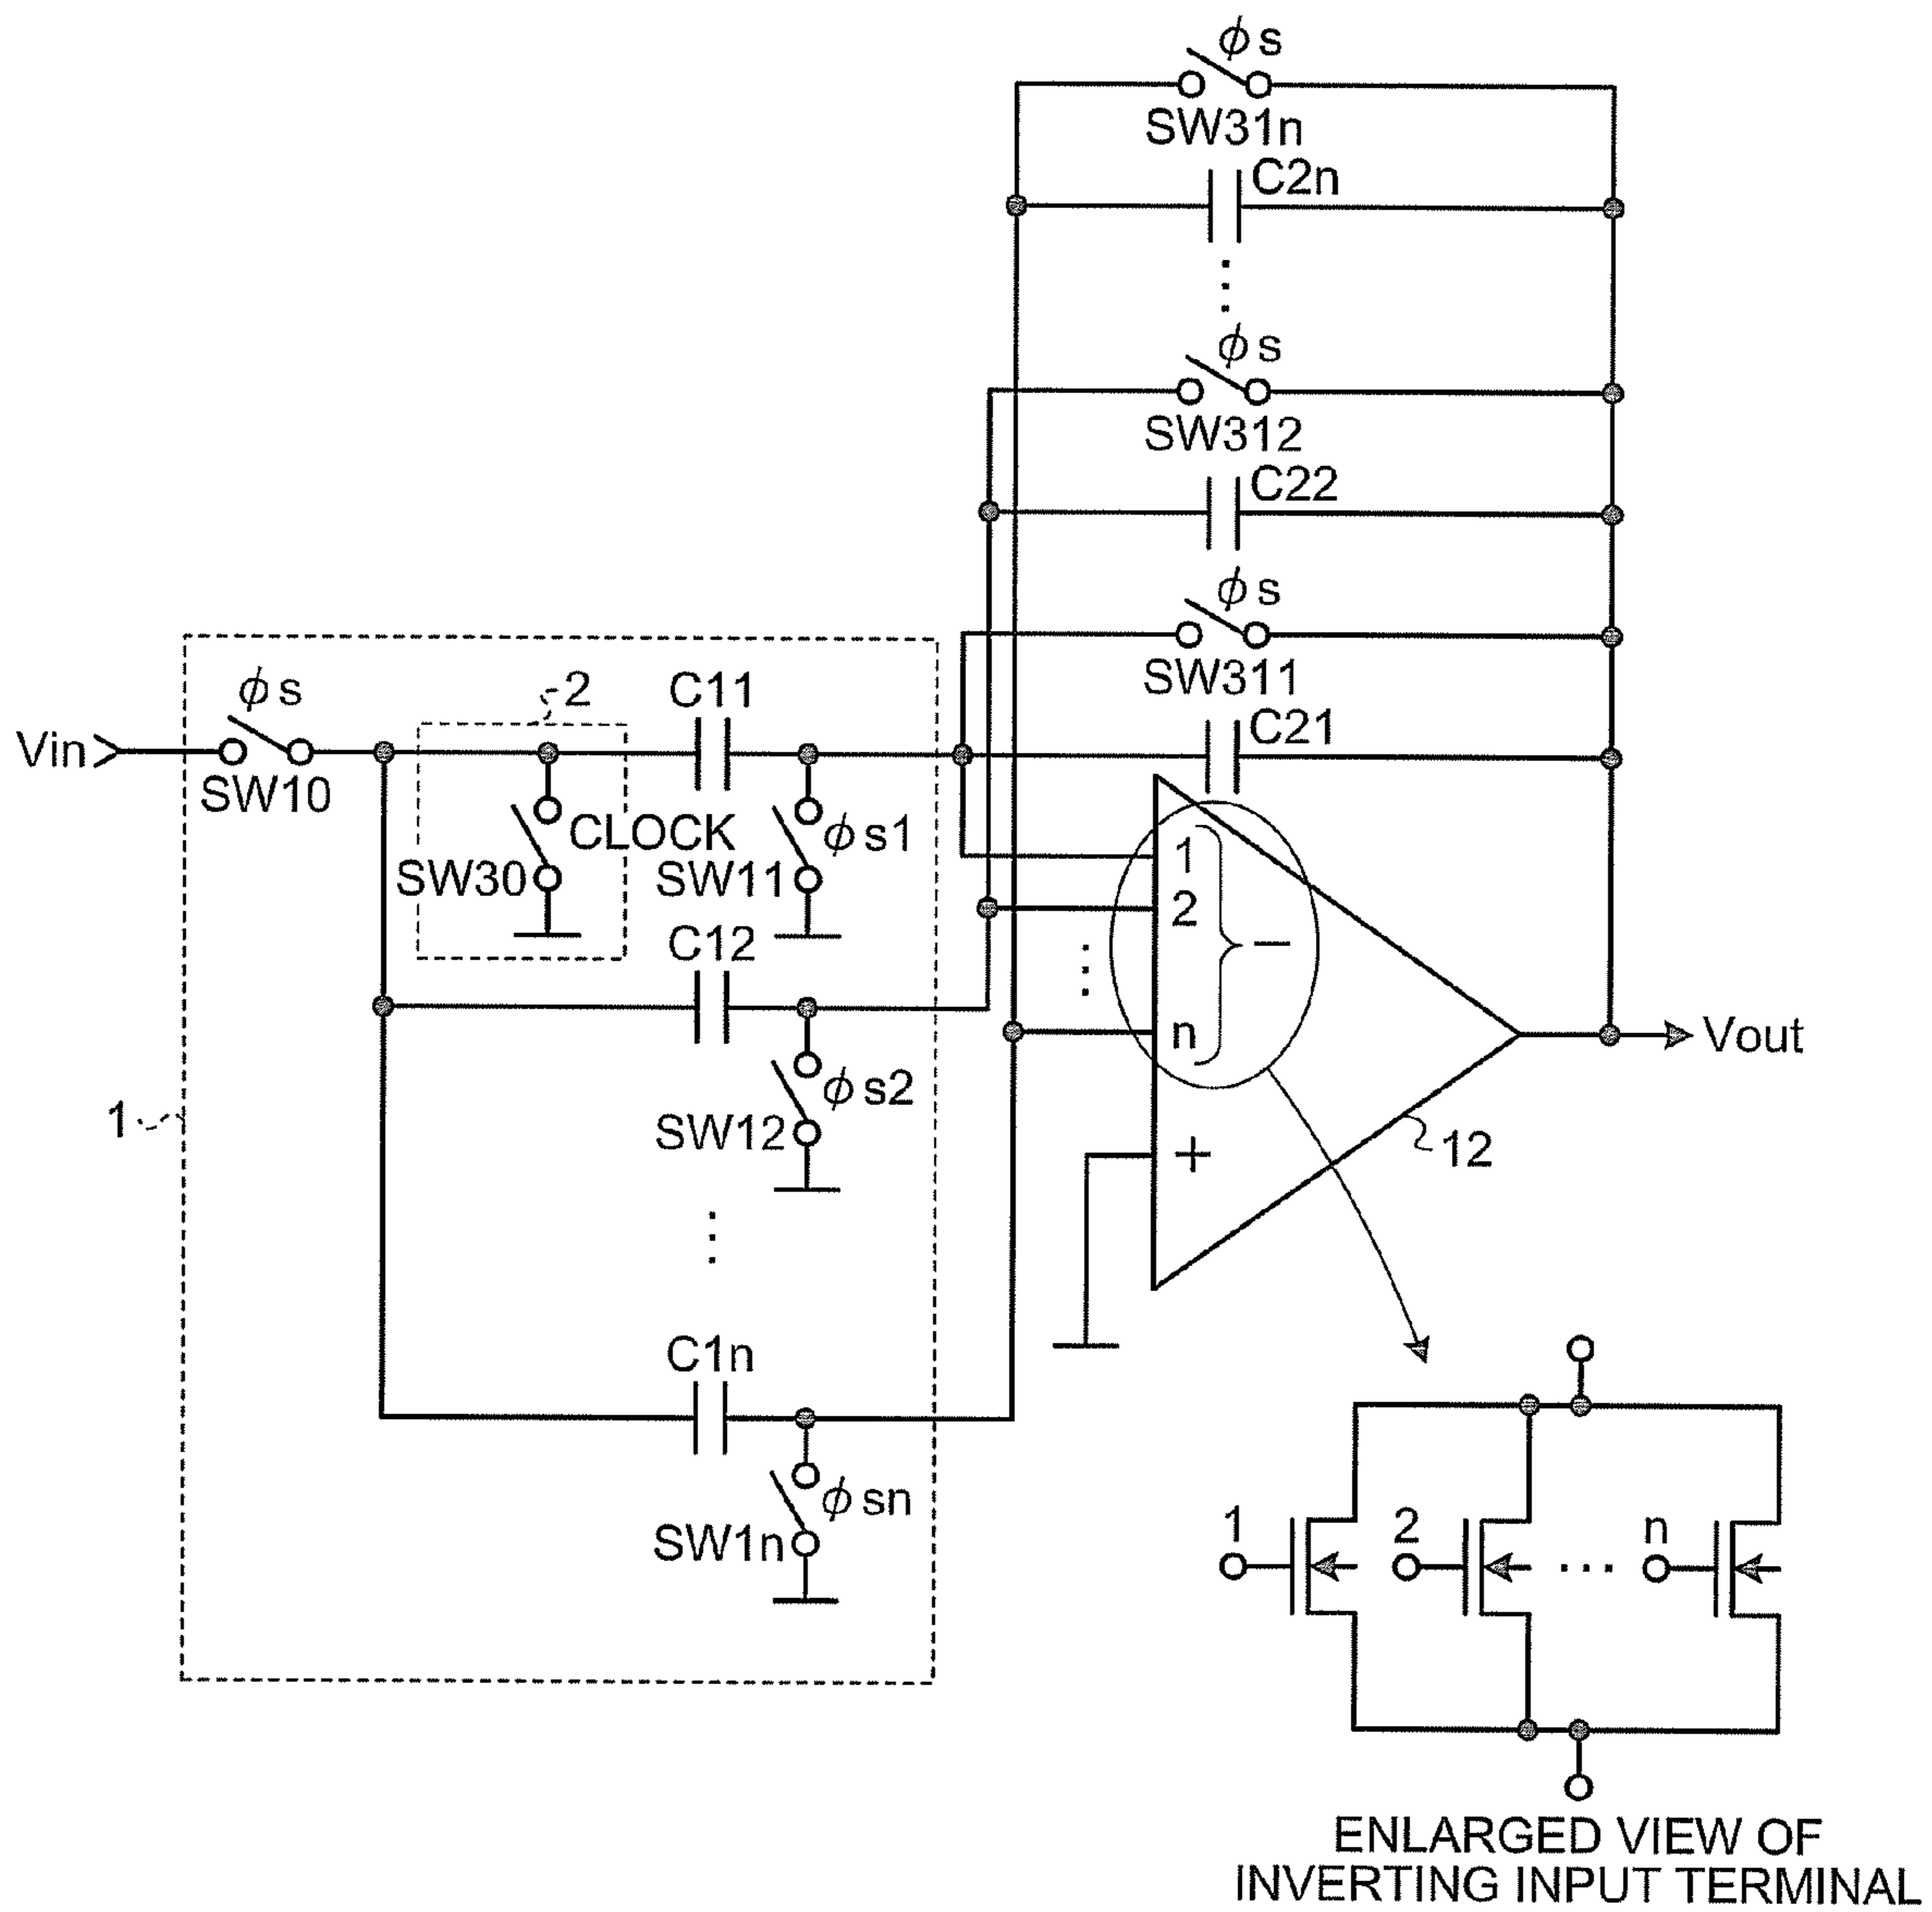 ϕs
SW31n
C2n
ϕs
SW312
C22
ϕs
SW311
C21
ϕs
2
C11
Vin
SW10
CLOCK
ϕs1
SW30
SW11
1
2
n
−
+
C12
ϕs2
SW12
1
12
Vout
C1n
ϕsn
SW1n
1
2
n
ENLARGED VIEW OF
INVERTING INPUT TERMINAL